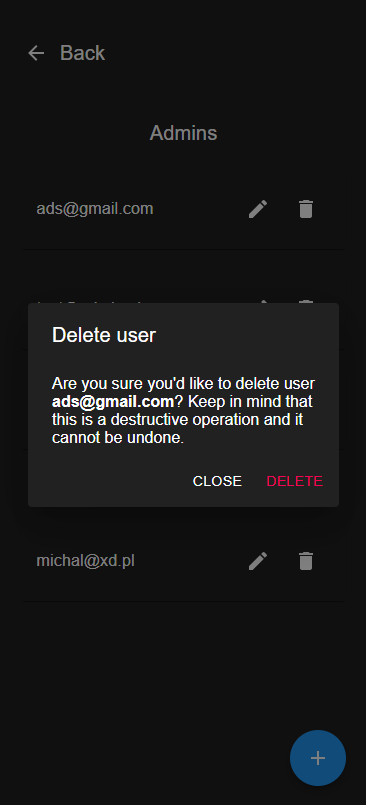 Back
Admins
ads@gmail.com
Delete user
Are you sure you'd like to delete user
ads@gmail.com? Keep in mind that
this is a destructive operation and it
cannot be undone.
CLOSE DELETE
michal@xd.pl